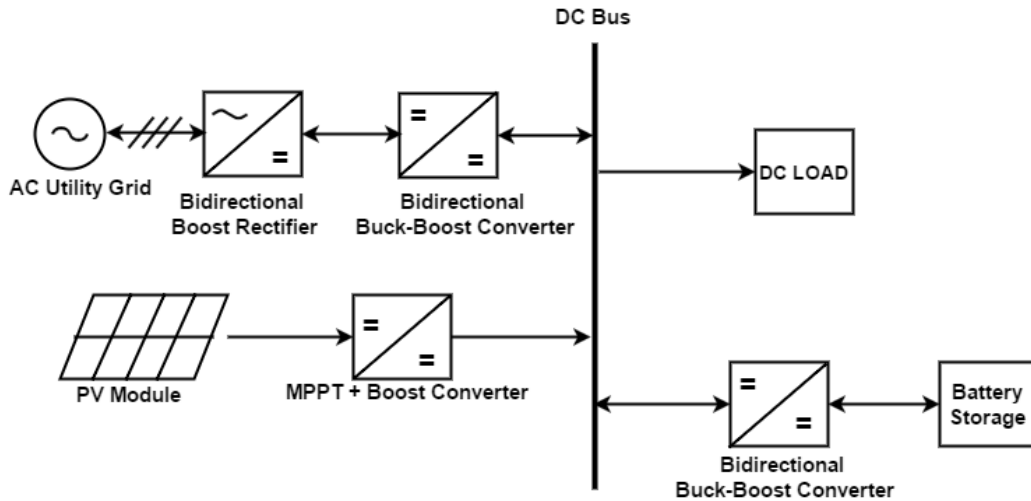 DC Bus
AC Utility Grid
Bidirectional
Boost Rectifier
Bidirectional
Buck-Boost Converter
DC LOAD
PV Module
MPPT + Boost Converter
Battery
Storage
Bidirectional
Buck-Boost Converter